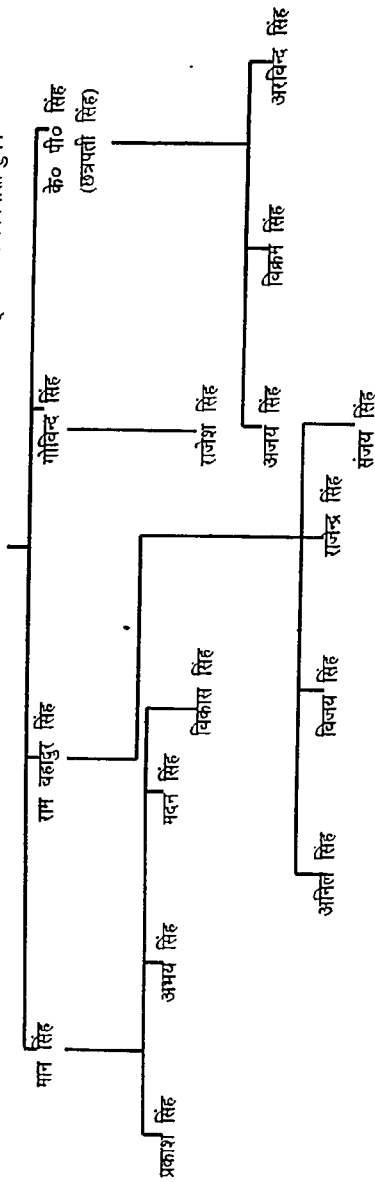 मान सिंह
राम बहादुर सिंह
गोविन्द सिंह
के० पी० सिंह
(छत्रपती सिंह)
प्रकाश सिंह
अभय सिंह
मदन सिंह
विकास सिंह
राजेश सिंह
अजय सिंह
विक्रम सिंह
अरविन्द सिंह
अनिल सिंह
विजय सिंह
राजेन्द्र सिंह
संजय सिंह